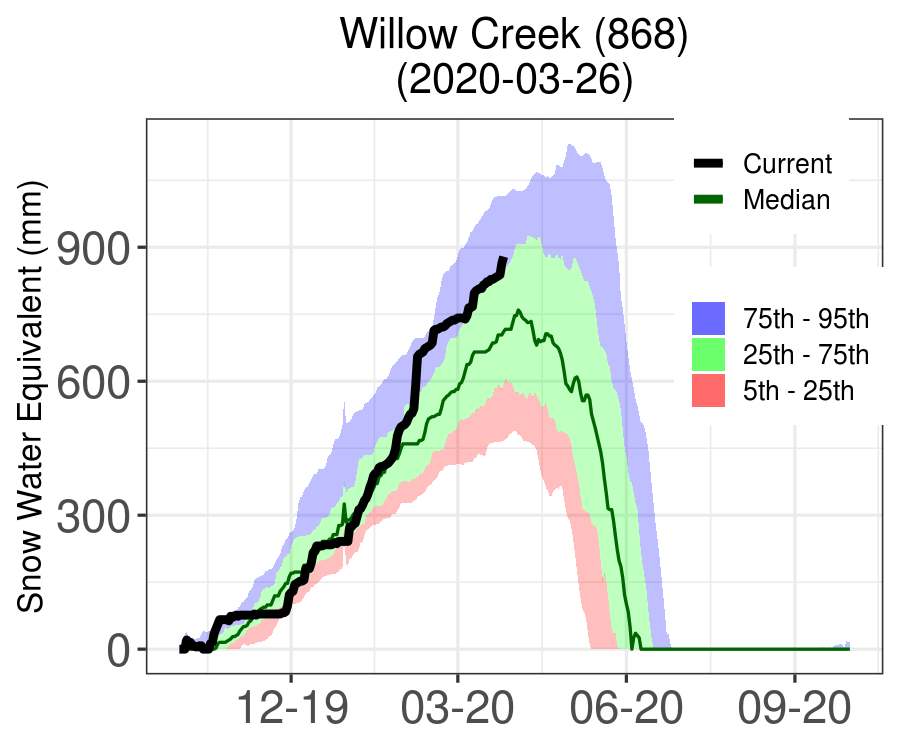 Willow Creek (868)
(2020-03-26)
Snow Water Equivalent (mm)
900
600
300
0
12-19
03-20
06-20
09-20
Current
Median
75th - 95th
25th - 75th
5th - 25th